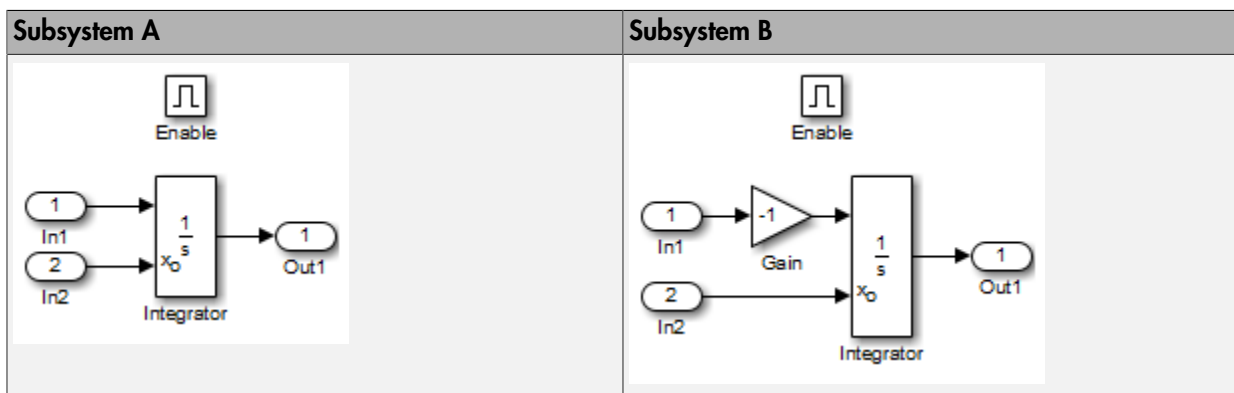 Subsystem A
Subsystem B
Enable
1
In1
2
In2
x₀
1
s
Integrator
1
Out1
Enable
1
In1
-1
Gain
2
In2
1
s
x₀
Integrator
1
Out1